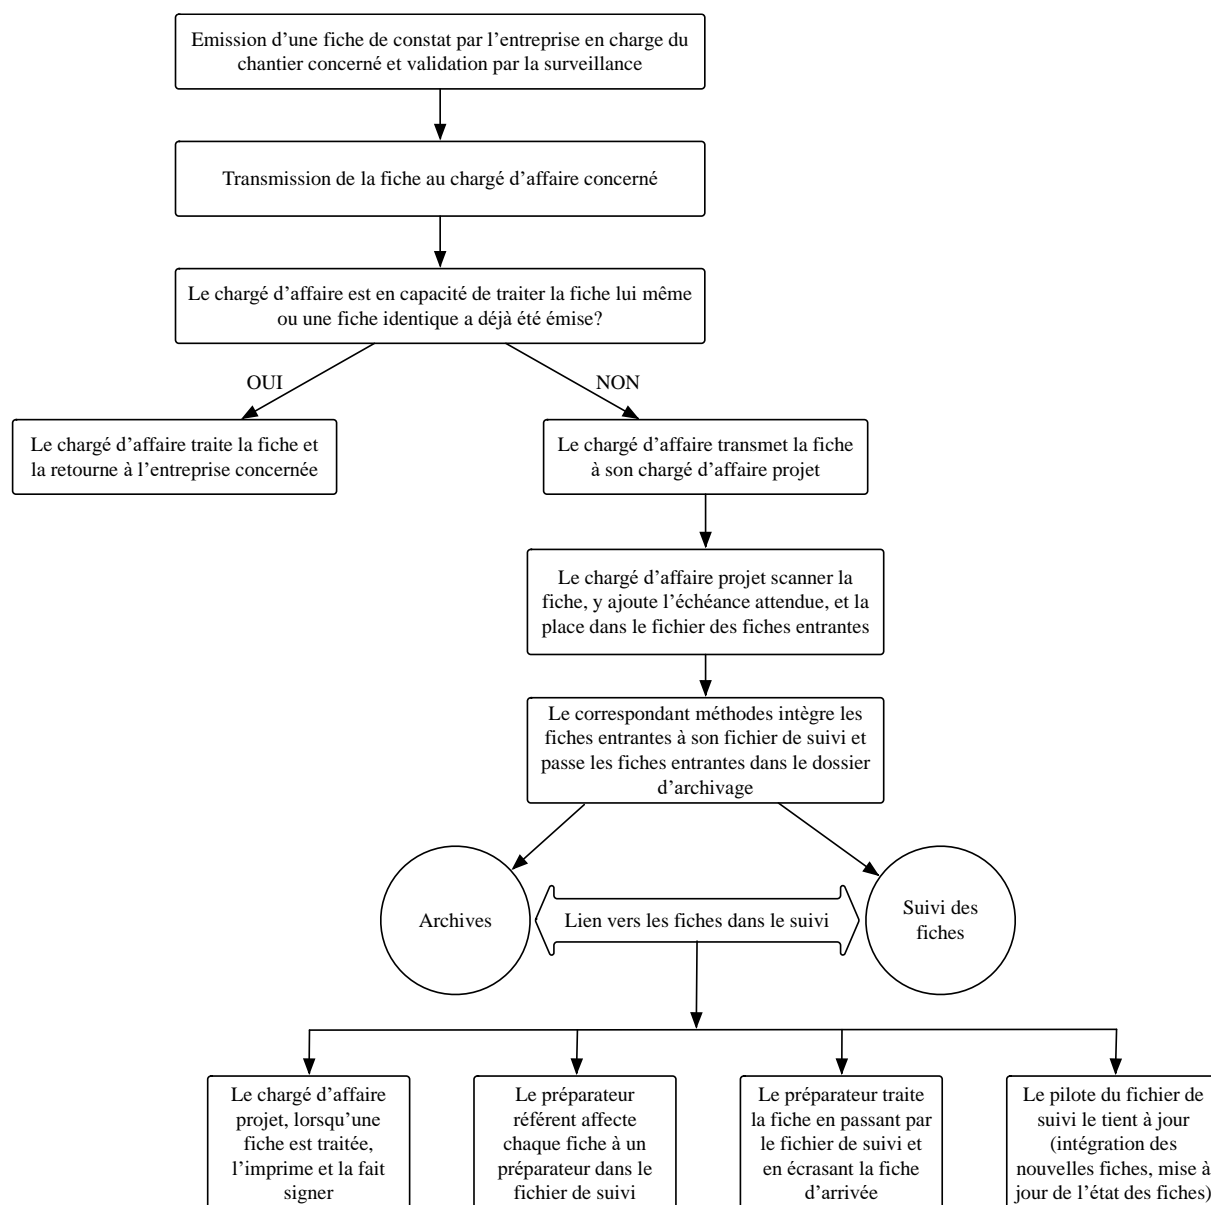 Emission d'une fiche de constat par l'entreprise en charge du
chantier concerné et validation par la surveillance
Transmission de la fiche au chargé d'affaire concerné
Le chargé d'affaire est en capacité de traiter la fiche lui même
ou une fiche identique a déjà été émise?
OUI
NON
Le chargé d'affaire traite la fiche et
la retourne à l'entreprise concernée
Le chargé d'affaire transmet la fiche
à son chargé d'affaire projet
Le chargé d'affaire projet scanner la
fiche, y ajoute l'échéance attendue, et la
place dans le fichier des fiches entrantes
Le correspondant méthodes intègre les
fiches entrantes à son fichier de suivi et
passe les fiches entrantes dans le dossier
d'archivage
Archives
Lien vers les fiches dans le suivi
Suivi des
fiches
Le chargé d'affaire
projet, lorsqu'une
fiche est traitée,
l'imprime et la fait
signer
Le préparateur
référent affecte
chaque fiche à un
préparateur dans le
fichier de suivi
Le préparateur traite
la fiche en passant par
le fichier de suivi et
en écrasant la fiche
d'arrivée
Le pilote du fichier de
suivi le tient à jour
(intégration des
nouvelles fiches, mise à
jour de l'état des fiches)